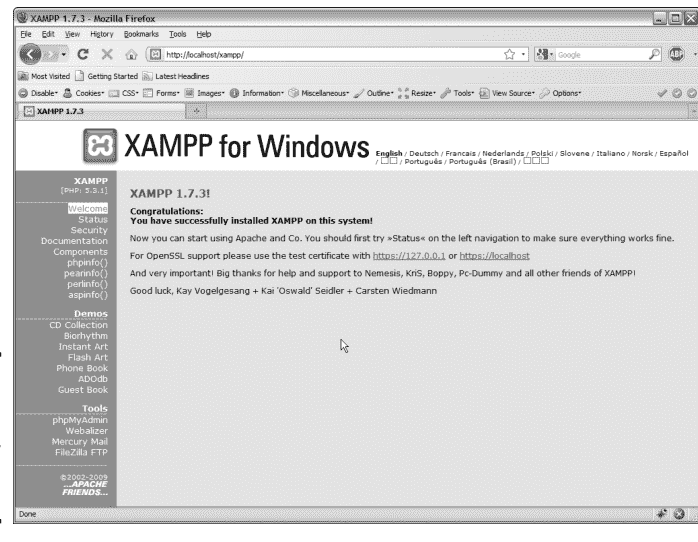 XAMPP 1.7.3 - Mozilla Firefox
File Edit View History Bookmarks Tools Help
http://localhost/xampp/
Google
ABP
Most Visited Getting Started Latest Headlines
Disable Cookies CSS Forms Images Information Miscellaneous Outline Resize Tools View Source Options
XAMPP 1.7.3
XAMPP for Windows
English / Deutsch / Francais / Nederlands / Polski / Slovene / Italiano / Norsk / Español
/ □□ / Português / Português (Brasil) / □□□
XAMPP
[PHP: 5.3.1]
Welcome
Status
Security
Documentation
Components
phpinfo()
pearinfo()
perlinfo()
aspinfo()
Demos
CD Collection
Biorhythm
Instant Art
Flash Art
Phone Book
ADOdb
Guest Book
Tools
phpMyAdmin
Webalizer
Mercury Mail
FileZilla FTP
©2002-2009
...APACHE
FRIENDS...
XAMPP 1.7.3!
Congratulations:
You have successfully installed XAMPP on this system!
Now you can start using Apache and Co. You should first try »Status« on the left navigation to make sure everything works fine.
For OpenSSL support please use the test certificate with https://127.0.0.1 or https://localhost
And very important! Big thanks for help and support to Nemesis, KriS, Boppy, Pc-Dummy and all other friends of XAMPP!
Good luck, Kay Vogelgesang + Kai 'Oswald' Seidler + Carsten Wiedmann
Done